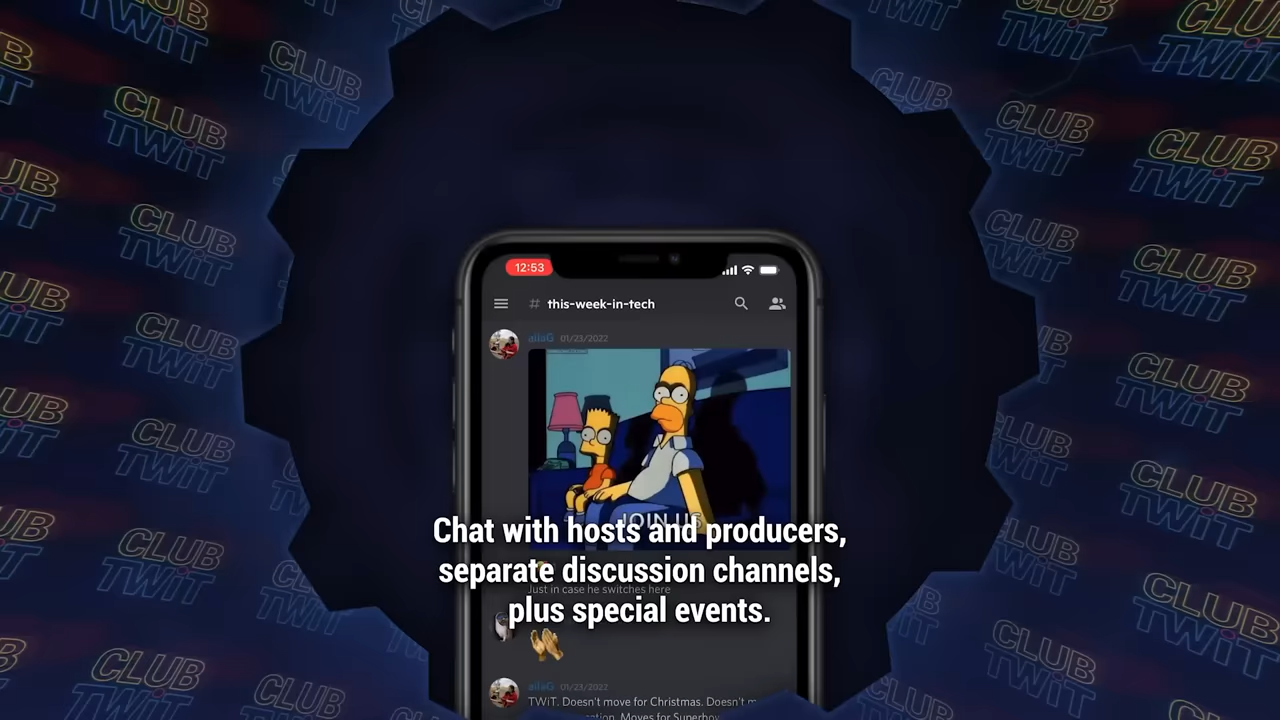 CLUB
TWiT
12:53
# this-week-in-tech
ailaG 01/23/2022
JOIN US
Chat with hosts and producers,
separate discussion channels,
Just in case he switches here
plus special events.
ailaG 01/23/2022
TWiT. Doesn't move for Christmas. Doesn't m
Moves for Superbow